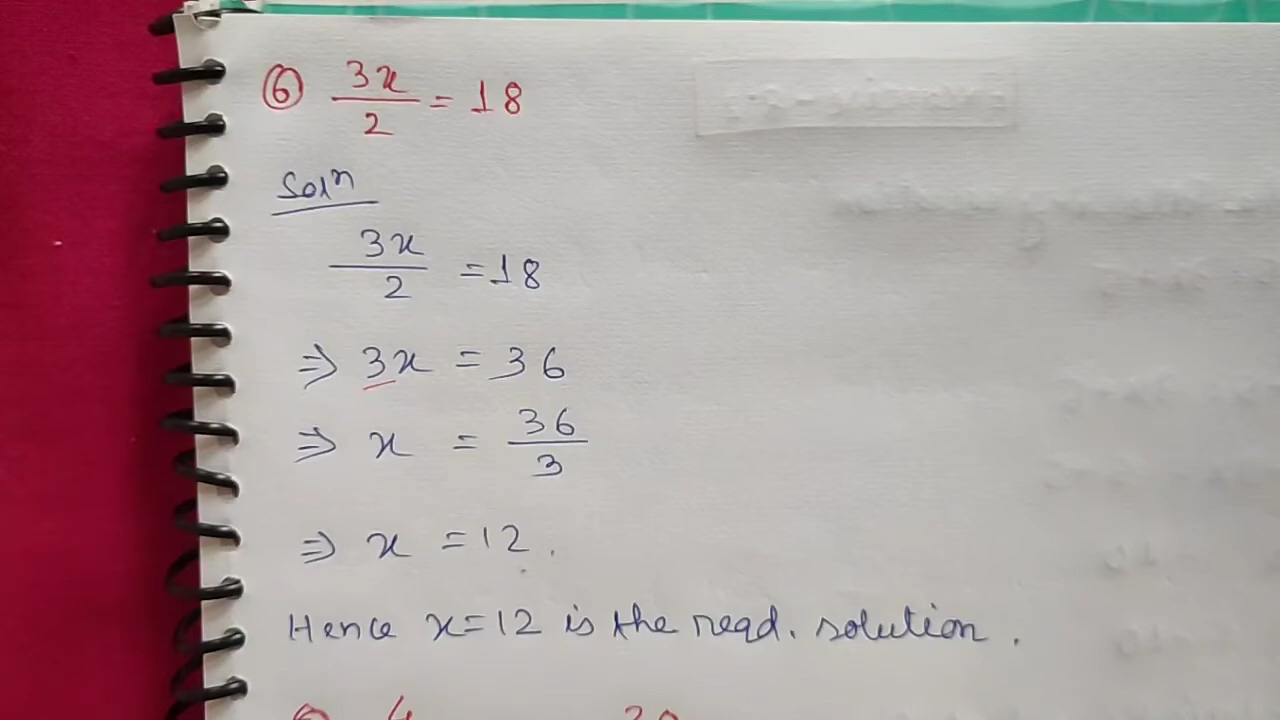 ⑥ 3x/2 = 18
Solⁿ
3x/2 = 18
⇒ 3x = 36
⇒ x = 36/3
⇒ x = 12.
Hence x=12 is the reqd. solution.